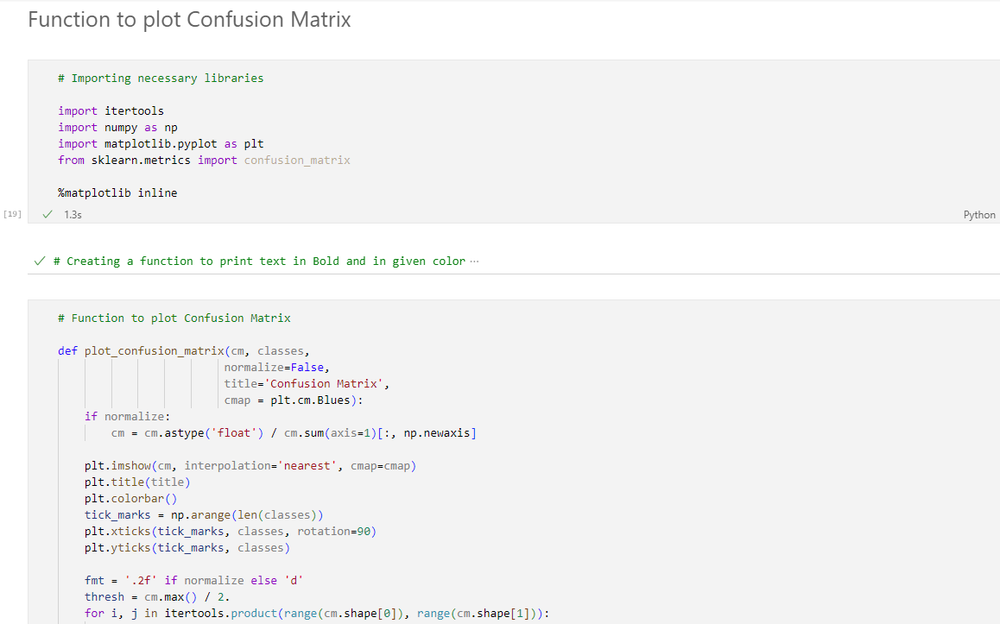 Function to plot Confusion Matrix
# Importing necessary libraries
import itertools
import numpy as np
import matplotlib.pyplot as plt
from sklearn.metrics import confusion_matrix
%matplotlib inline
[19]
1.3s
Python
# Creating a function to print text in Bold and in given color ···
# Function to plot Confusion Matrix
def plot_confusion_matrix(cm, classes,
                         normalize=False,
                         title='Confusion Matrix',
                         cmap = plt.cm.Blues):
    if normalize:
        cm = cm.astype('float') / cm.sum(axis=1)[:, np.newaxis]
    plt.imshow(cm, interpolation='nearest', cmap=cmap)
    plt.title(title)
    plt.colorbar()
    tick_marks = np.arange(len(classes))
    plt.xticks(tick_marks, classes, rotation=90)
    plt.yticks(tick_marks, classes)
    fmt = '.2f' if normalize else 'd'
    thresh = cm.max() / 2.
    for i, j in itertools.product(range(cm.shape[0]), range(cm.shape[1])):